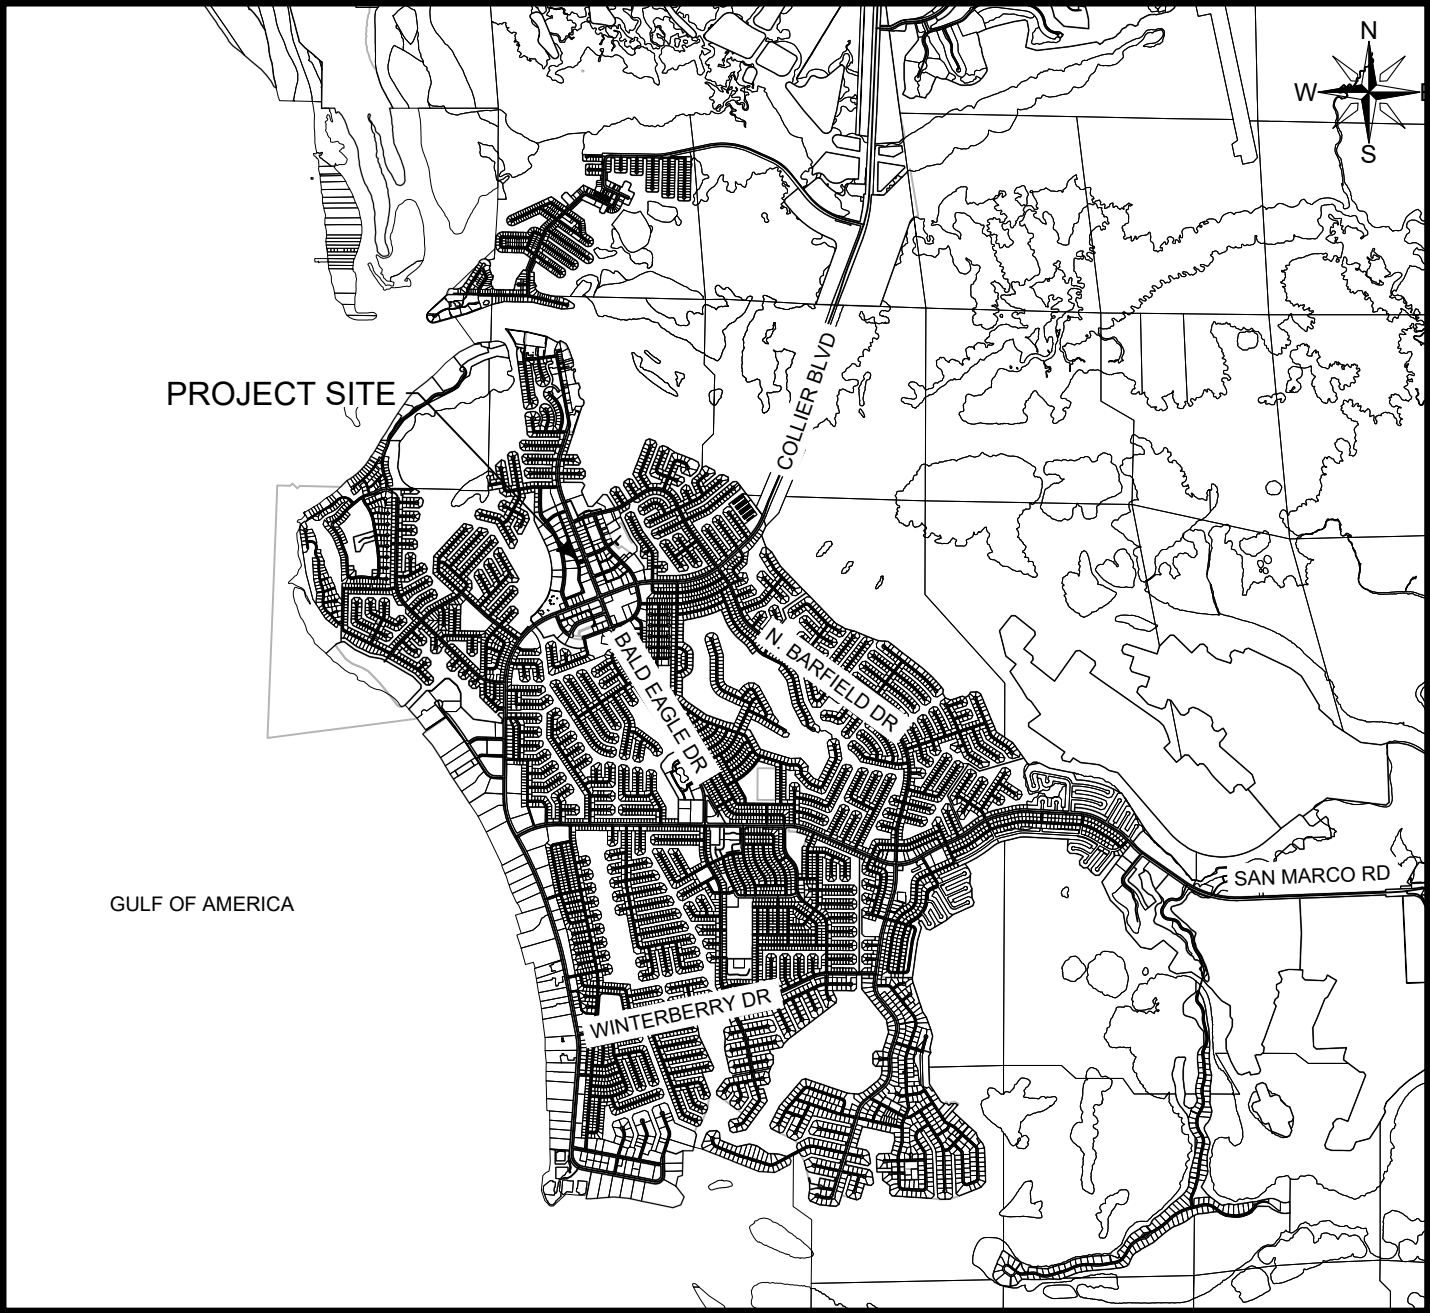 N
W
E
S
COLLIER BLVD
PROJECT SITE
BALD EAGLE DR
N. BARFIELD DR
SAN MARCO RD
GULF OF AMERICA
WINTERBERRY DR